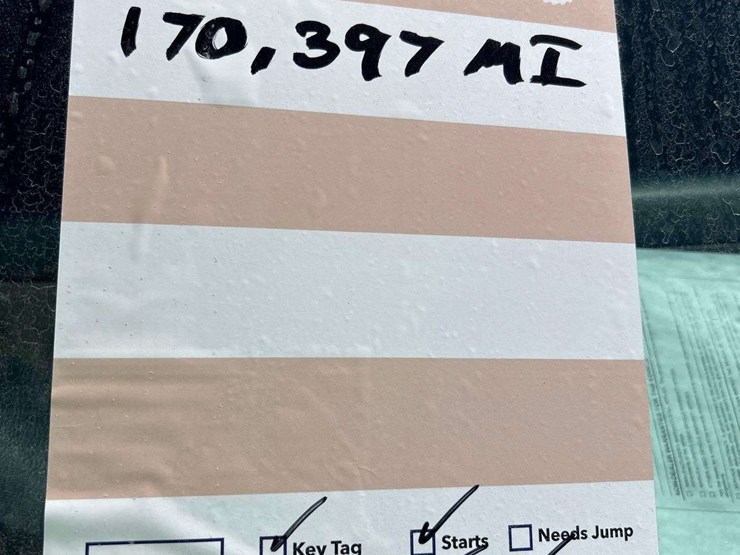 170,397 MI
Key Tag Starts Needs Jump